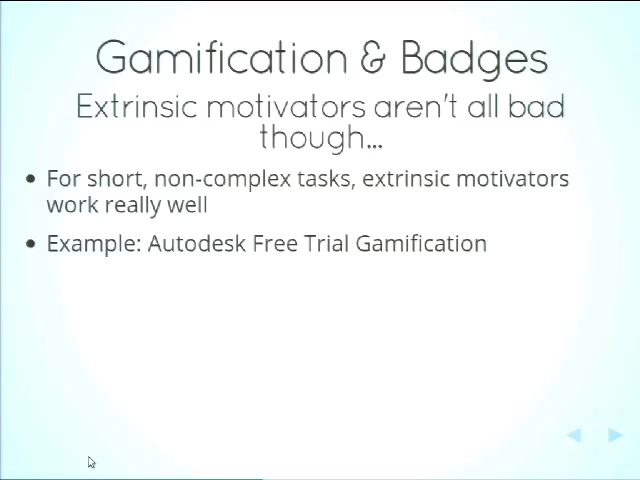 Gamification & Badges
Extrinsic motivators aren't all bad
though...
• For short, non-complex tasks, extrinsic motivators
work really well
• Example: Autodesk Free Trial Gamification